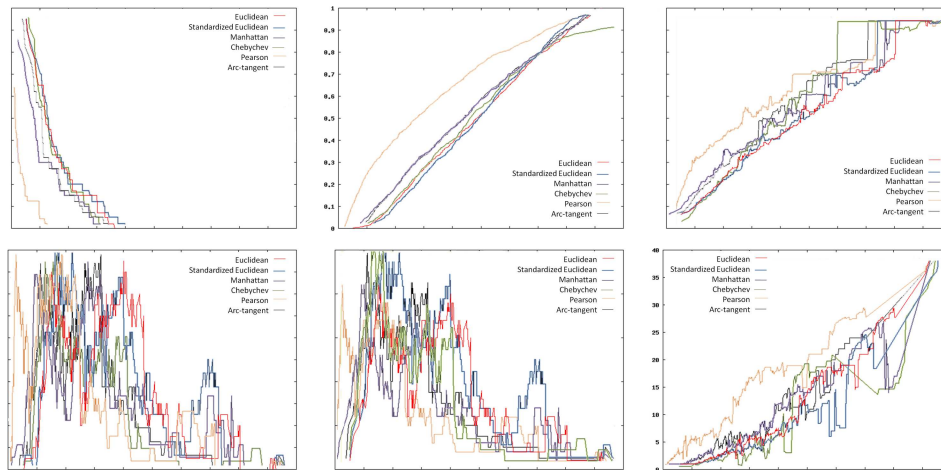 Euclidean
Standardized Euclidean
Manhattan
Chebychev
Pearson
Arc-tangent
1
0,9
0,8
0,7
0,6
0,5
0,4
0,3
0,2
0,1
0
Euclidean
Standardized Euclidean
Manhattan
Chebychev
Pearson
Arc-tangent
Euclidean
Standardized Euclidean
Manhattan
Chebychev
Pearson
Arc-tangent
Euclidean
Standardized Euclidean
Manhattan
Chebychev
Pearson
Arc-tangent
Euclidean
Standardized Euclidean
Manhattan
Chebychev
Pearson
Arc-tangent
40
35
30
25
20
15
10
5
0
Euclidean
Standardized Euclidean
Manhattan
Chebychev
Pearson
Arc-tangent